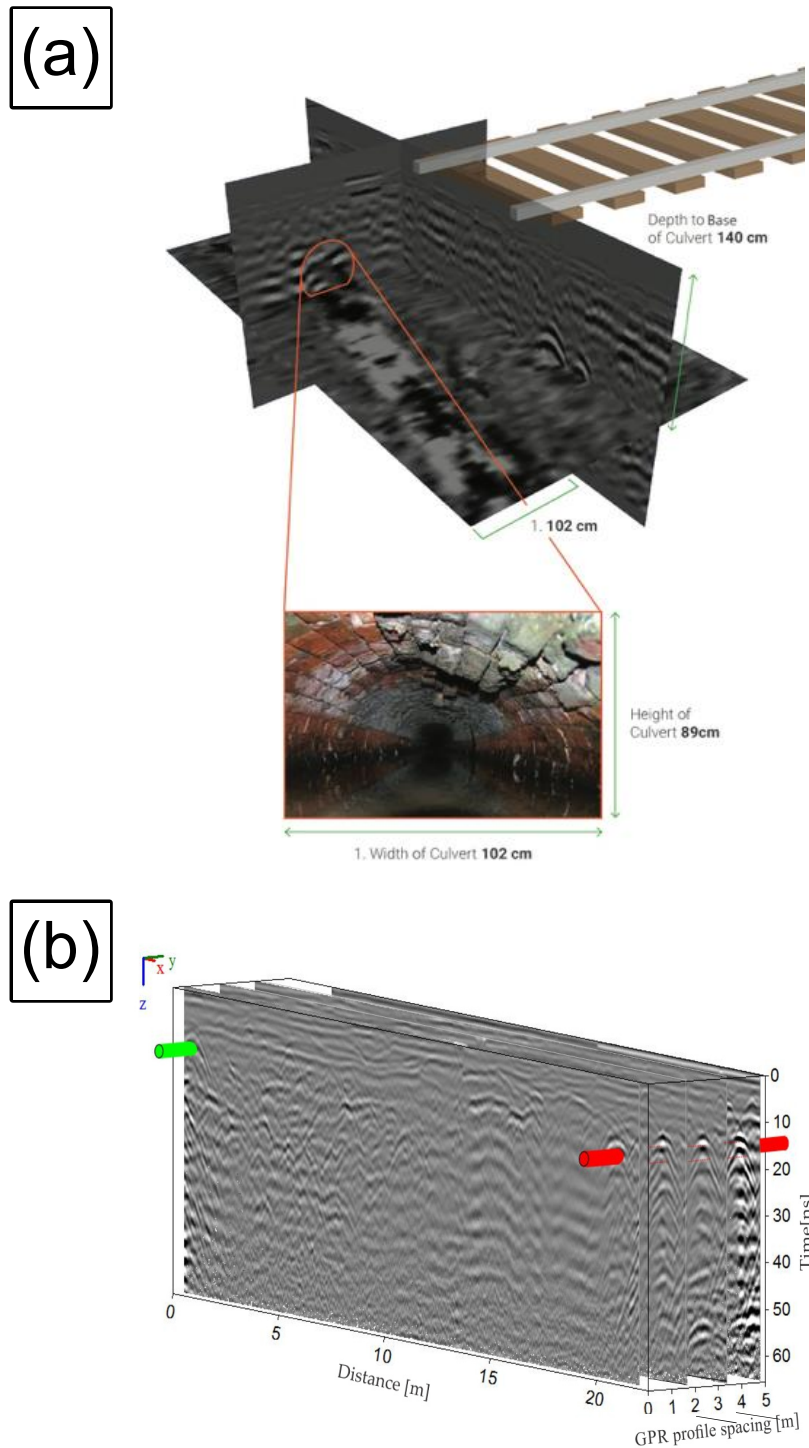 (a)
Depth to Base
of Culvert 140 cm
1. 102 cm
Height of
Culvert 89cm
1. Width of Culvert 102 cm
(b)
x
y
z
0
10
20
30
40
50
60
Time[ns]
0
5
10
15
20
Distance [m]
0
1
2
3
4
5
GPR profile spacing [m]